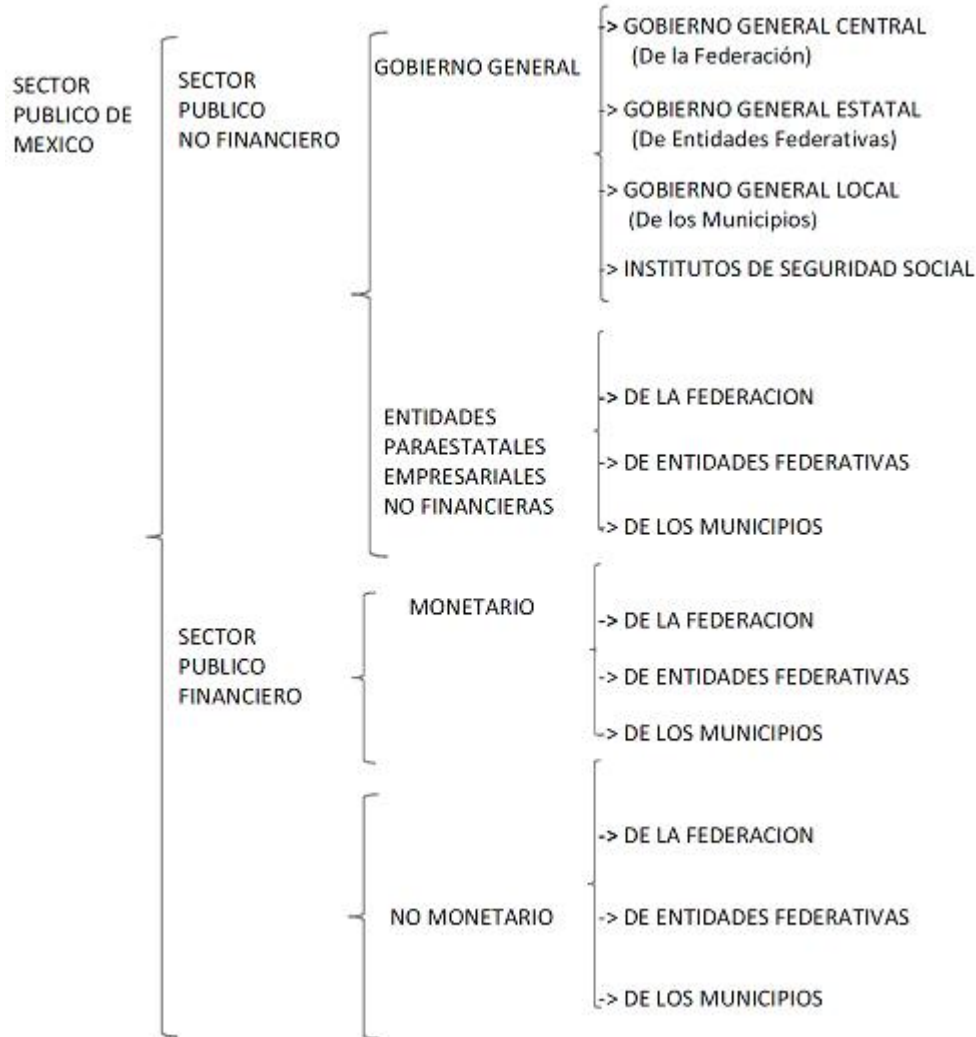 SECTOR
PUBLICO DE
MEXICO
SECTOR
PUBLICO
NO FINANCIERO
GOBIERNO GENERAL
-> GOBIERNO GENERAL CENTRAL
(De la Federación)
-> GOBIERNO GENERAL ESTATAL
(De Entidades Federativas)
-> GOBIERNO GENERAL LOCAL
(De los Municipios)
-> INSTITUTOS DE SEGURIDAD SOCIAL
ENTIDADES
PARAESTATALES
EMPRESARIALES
NO FINANCIERAS
-> DE LA FEDERACION
-> DE ENTIDADES FEDERATIVAS
-> DE LOS MUNICIPIOS
SECTOR
PUBLICO
FINANCIERO
MONETARIO
-> DE LA FEDERACION
-> DE ENTIDADES FEDERATIVAS
-> DE LOS MUNICIPIOS
NO MONETARIO
-> DE LA FEDERACION
-> DE ENTIDADES FEDERATIVAS
-> DE LOS MUNICIPIOS